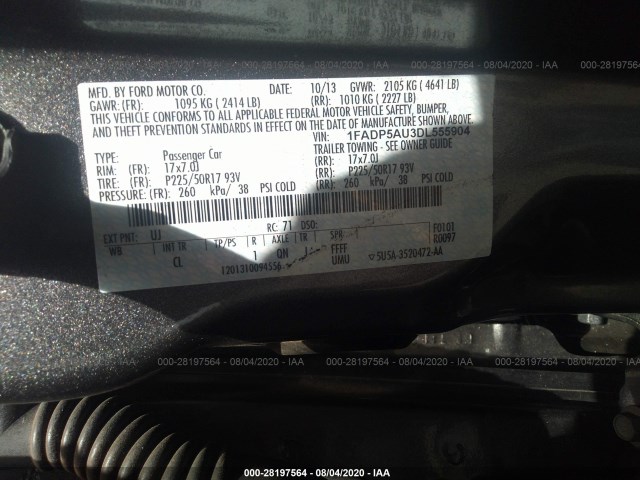 000-28197564 - 08/04/2020 - IAA
MFD. BY FORD MOTOR CO.
DATE: 10/13
GVWR: 2105 KG ( 4641 LB)
GAWR: (FR): 1095 KG ( 2414 LB)
(RR): 1010 KG ( 2227 LB)
THIS VEHICLE CONFORMS TO ALL APPLICABLE FEDERAL MOTOR VEHICLE SAFETY, BUMPER,
AND THEFT PREVENTION STANDARDS IN EFFECT ON THE DATE OF MANUFACTURE SHOWN ABOVE.
VIN: 1FADP5AU3DL555904
TYPE: Passenger Car
TRAILER TOWING - SEE OWNER GUIDE
RIM: (FR): 17x7.0J
(RR): 17x7.0J
TIRE: (FR): P225/50R17 93V
(RR): P225/50R17 93V
PRESSURE: (FR): 260 kPa/ 38 PSI COLD
(RR): 260 kPa/ 38 PSI COLD
EXT PNT: UJ
RC: 71
DSO:
F0101
R0097
WB
INT TR
TP/PS
R
AXLE
TR
SPR
CL
1
QN
J
FFFF
UMU
1201310094556
5U5A-3520472-AA
000-28197564 - 08/04/2020 - IAA
000-28197564 - 08/04/2020 - IAA
000-28197564 - 08/04/2020 - IAA
000-28197564 - 08/04/2020 - IAA